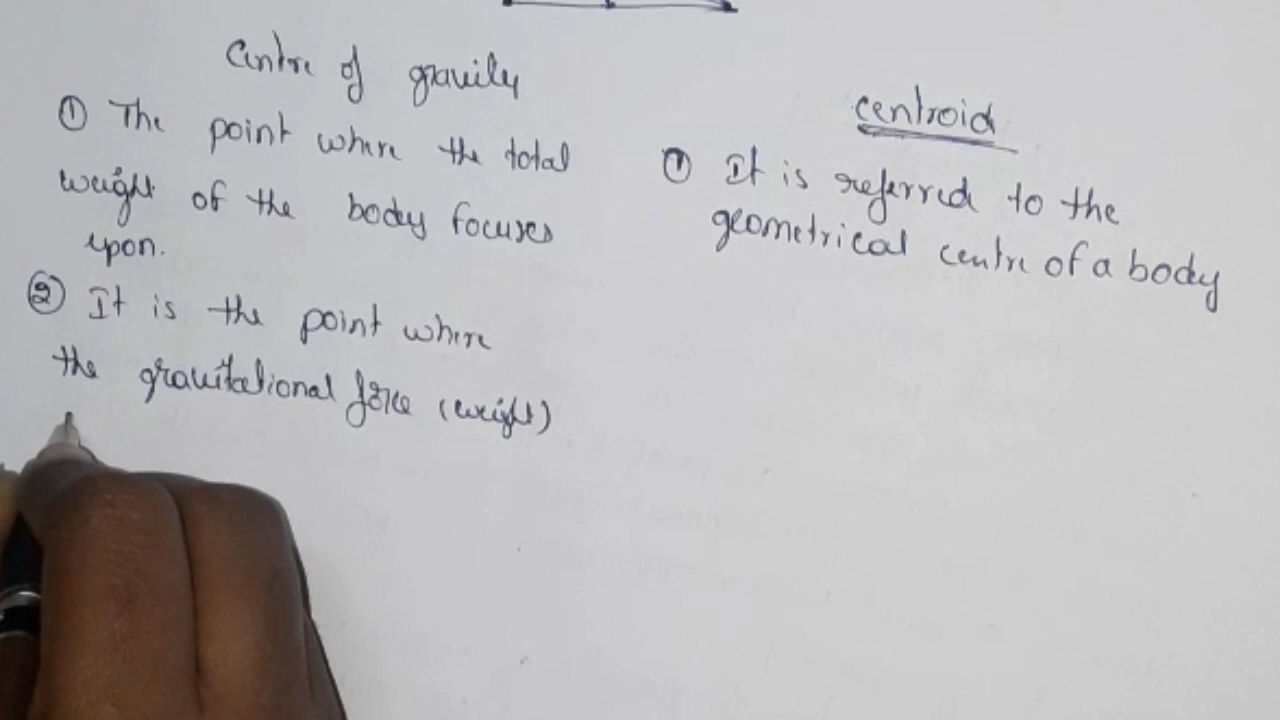 Centre of gravity
① The point where the total
weight of the body focuses
upon.
② It is the point where
the gravitational force (weight)
centroid
① It is referred to the
geometrical centre of a body